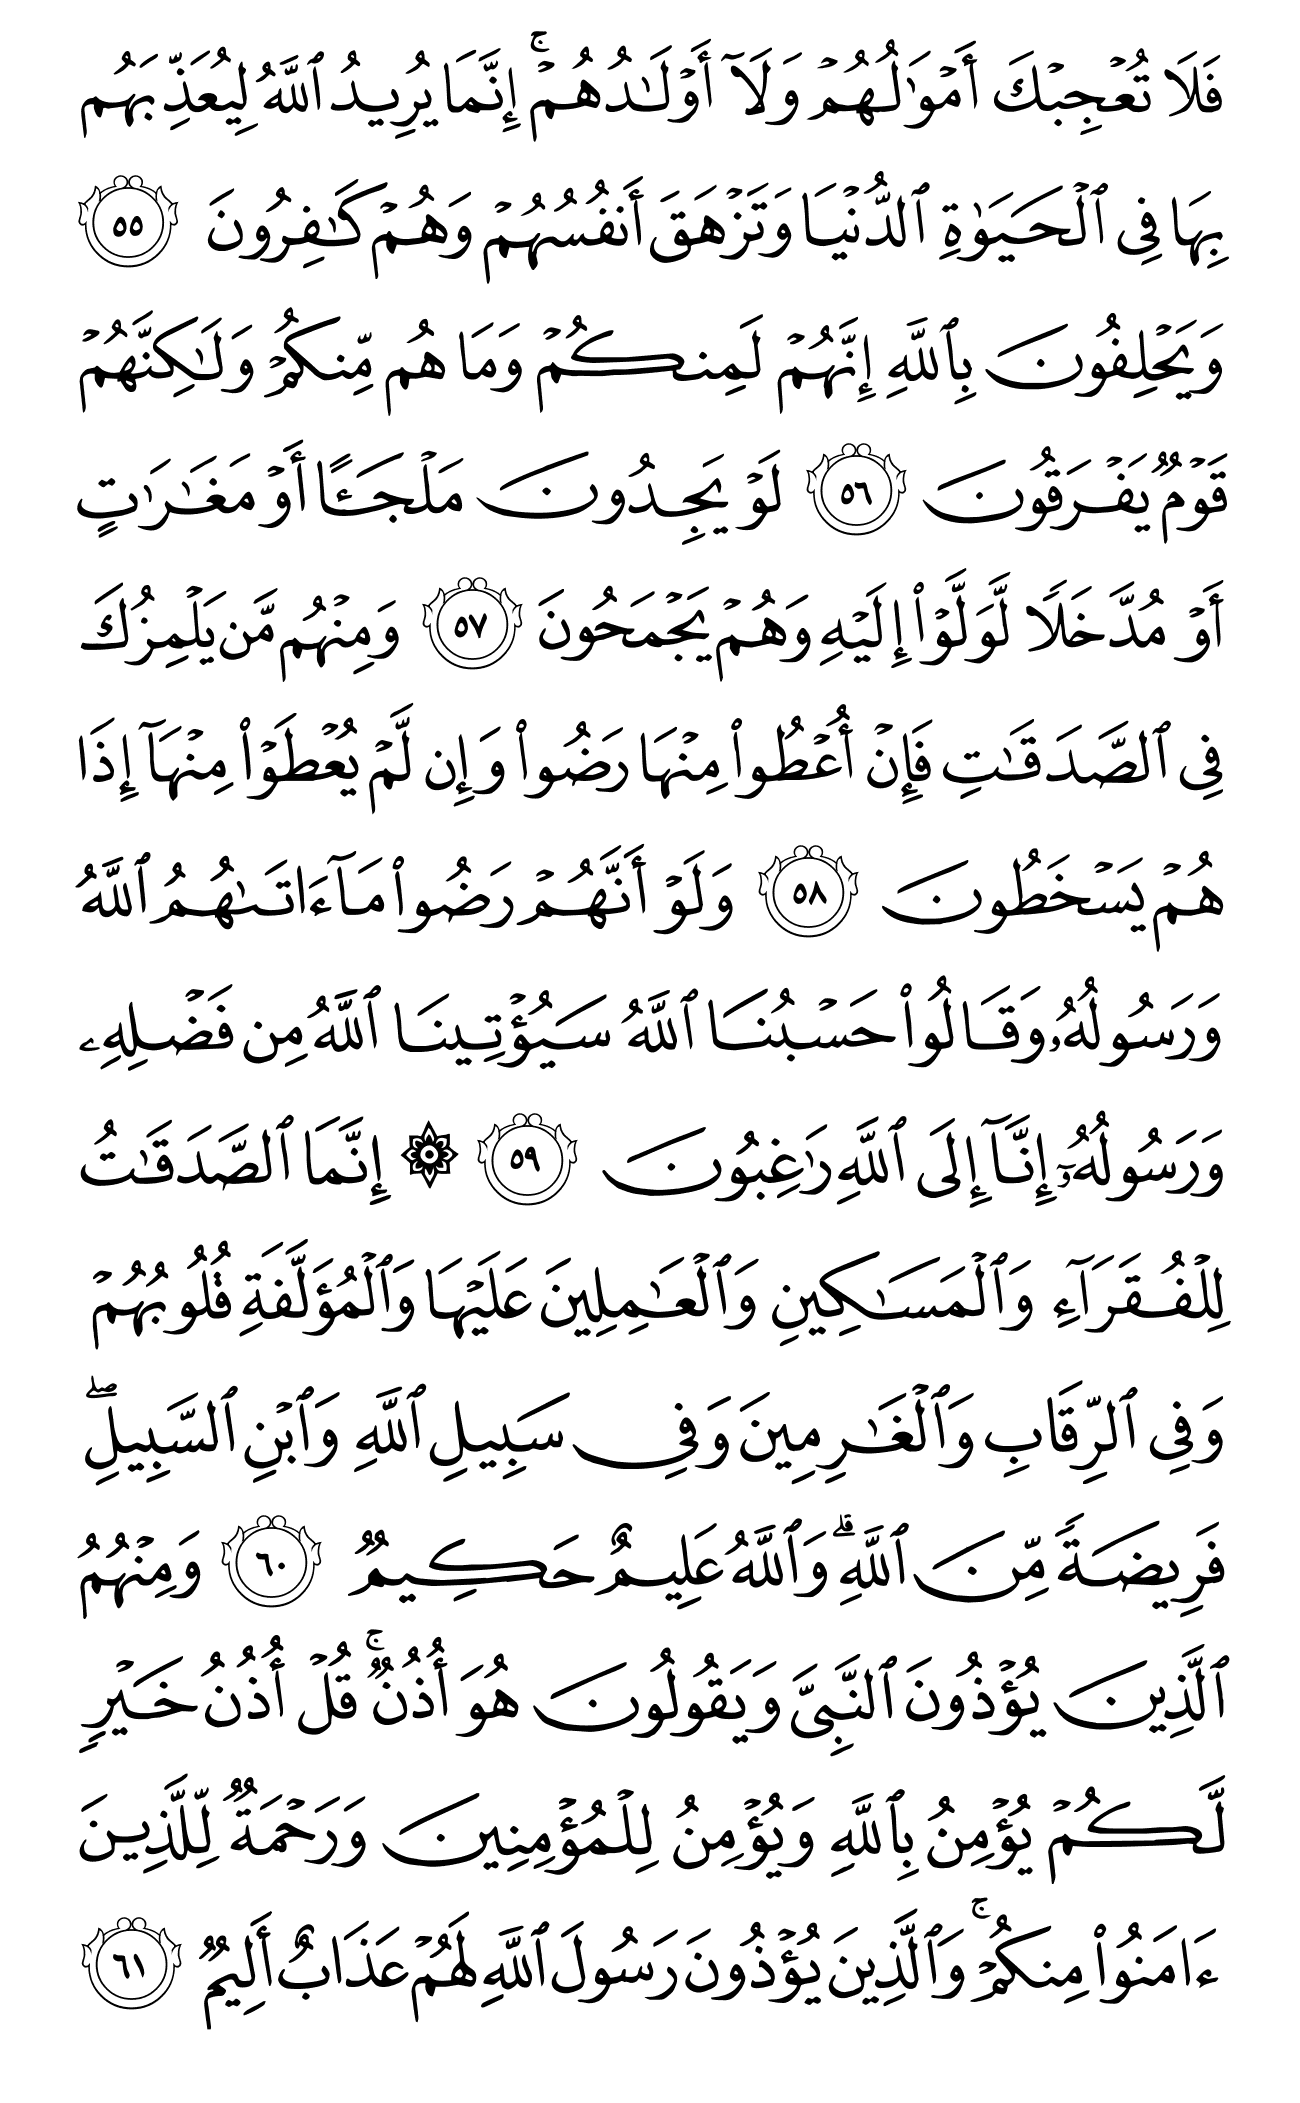 فَلَا تُعۡجِبۡكَ أَمۡوَٰلُهُمۡ وَلَآ أَوۡلَٰدُهُمۡۚ إِنَّمَا يُرِيدُ ٱللَّهُ لِيُعَذِّبَهُم
بِهَا فِي ٱلۡحَيَوٰةِ ٱلدُّنۡيَا وَتَزۡهَقَ أَنفُسُهُمۡ وَهُمۡ كَٰفِرُونَ ٥٥
وَيَحۡلِفُونَ بِٱللَّهِ إِنَّهُمۡ لَمِنكُمۡ وَمَا هُم مِّنكُمۡ وَلَٰكِنَّهُمۡ
قَوۡمٞ يَفۡرَقُونَ ٥٦ لَوۡ يَجِدُونَ مَلۡجَـًٔا أَوۡ مَغَٰرَٰتٍ
أَوۡ مُدَّخَلٗا لَّوَلَّوۡاْ إِلَيۡهِ وَهُمۡ يَجۡمَحُونَ ٥٧ وَمِنۡهُم مَّن يَلۡمِزُكَ
فِي ٱلصَّدَقَٰتِ فَإِنۡ أُعۡطُواْ مِنۡهَا رَضُواْ وَإِن لَّمۡ يُعۡطَوۡاْ مِنۡهَآ إِذَا
هُمۡ يَسۡخَطُونَ ٥٨ وَلَوۡ أَنَّهُمۡ رَضُواْ مَآ ءَاتَىٰهُمُ ٱللَّهُ
وَرَسُولُهُۥ وَقَالُواْ حَسۡبُنَا ٱللَّهُ سَيُؤۡتِينَا ٱللَّهُ مِن فَضۡلِهِۦ
وَرَسُولُهُۥٓ إِنَّآ إِلَى ٱللَّهِ رَٰغِبُونَ ٥٩ ۞ إِنَّمَا ٱلصَّدَقَٰتُ
لِلۡفُقَرَآءِ وَٱلۡمَسَٰكِينِ وَٱلۡعَٰمِلِينَ عَلَيۡهَا وَٱلۡمُؤَلَّفَةِ قُلُوبُهُمۡ
وَفِي ٱلرِّقَابِ وَٱلۡغَٰرِمِينَ وَفِي سَبِيلِ ٱللَّهِ وَٱبۡنِ ٱلسَّبِيلِۖ
فَرِيضَةٗ مِّنَ ٱللَّهِۗ وَٱللَّهُ عَلِيمٌ حَكِيمٞ ٦٠ وَمِنۡهُمُ
ٱلَّذِينَ يُؤۡذُونَ ٱلنَّبِيَّ وَيَقُولُونَ هُوَ أُذُنٞۚ قُلۡ أُذُنُ خَيۡرٖ
لَّكُمۡ يُؤۡمِنُ بِٱللَّهِ وَيُؤۡمِنُ لِلۡمُؤۡمِنِينَ وَرَحۡمَةٞ لِّلَّذِينَ
ءَامَنُواْ مِنكُمۡۚ وَٱلَّذِينَ يُؤۡذُونَ رَسُولَ ٱللَّهِ لَهُمۡ عَذَابٌ أَلِيمٞ ٦١